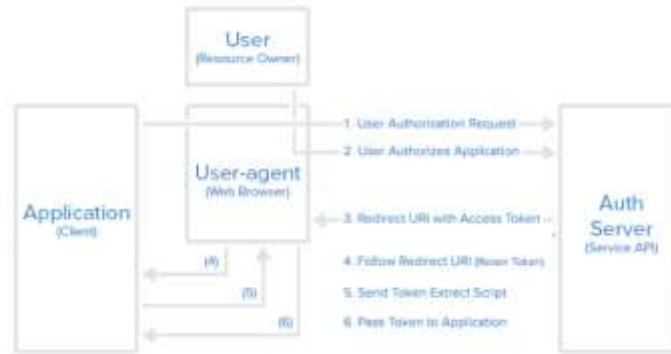 User
(Resource Owner)
1. User Authorization Request
2. User Authorizes Application
User-agent
(Web Browser)
Application
(Client)
Auth
Server
(Service API)
3. Redirect URI with Access Token
4. Follow Redirect URI (Retain Token)
5. Send Token Extract Script
6. Pass Token to Application
(4)
(5)
(6)